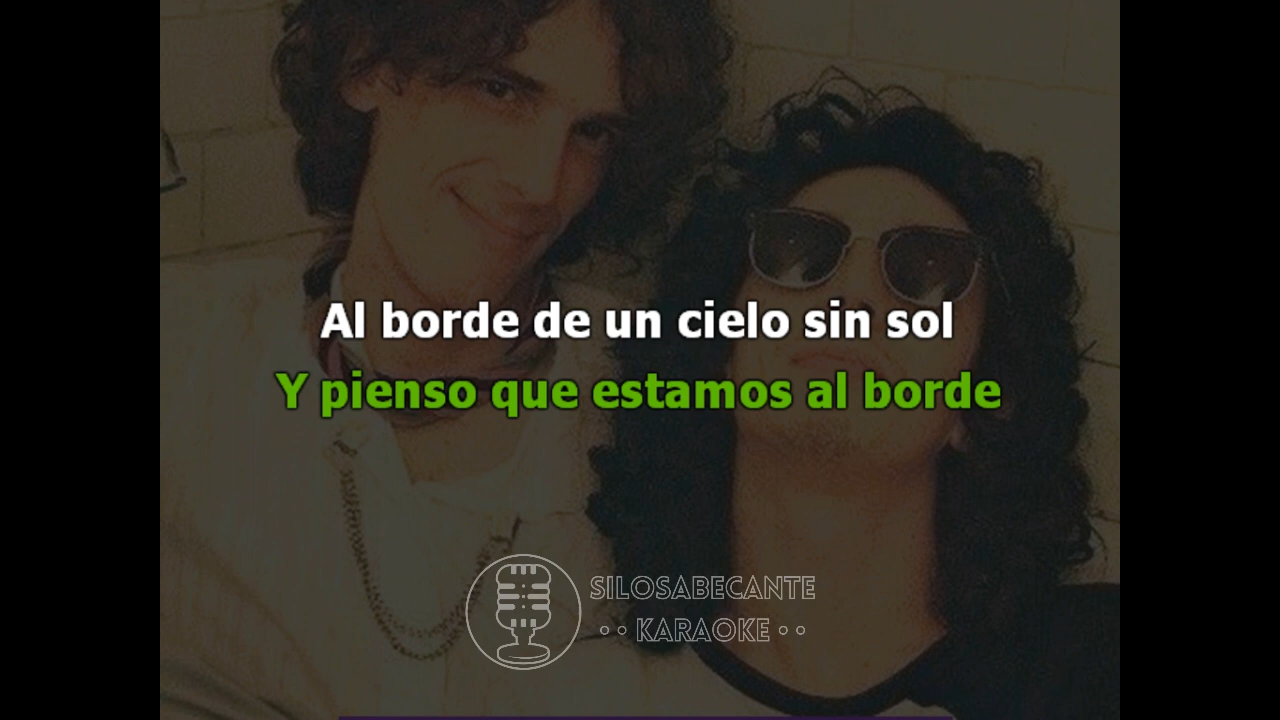 Al borde de un cielo sin sol
Y pienso que estamos al borde
SILOSABECANTE
•• KARAOKE ••